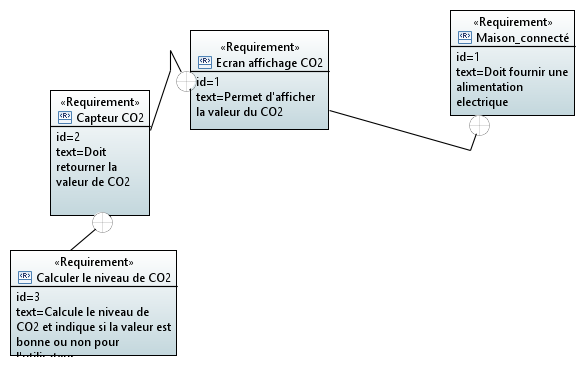 «Requirement»
Maison_connecté
id=1
text=Doit fournir une
alimentation
electrique
«Requirement»
Ecran affichage CO2
id=1
text=Permet d'afficher
la valeur du CO2
«Requirement»
Capteur CO2
id=2
text=Doit
retourner la
valeur de CO2
«Requirement»
Calculer le niveau de CO2
id=3
text=Calcule le niveau de
CO2 et indique si la valeur est
bonne ou non pour
l'utilisateur